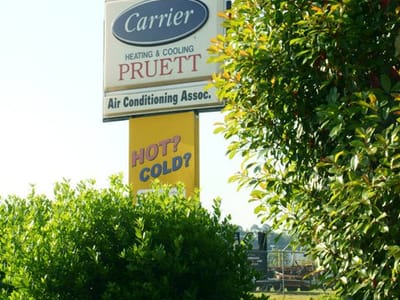 Carrier
HEATING & COOLING
PRUETT
Air Conditioning Assoc.
HOT?
COLD?